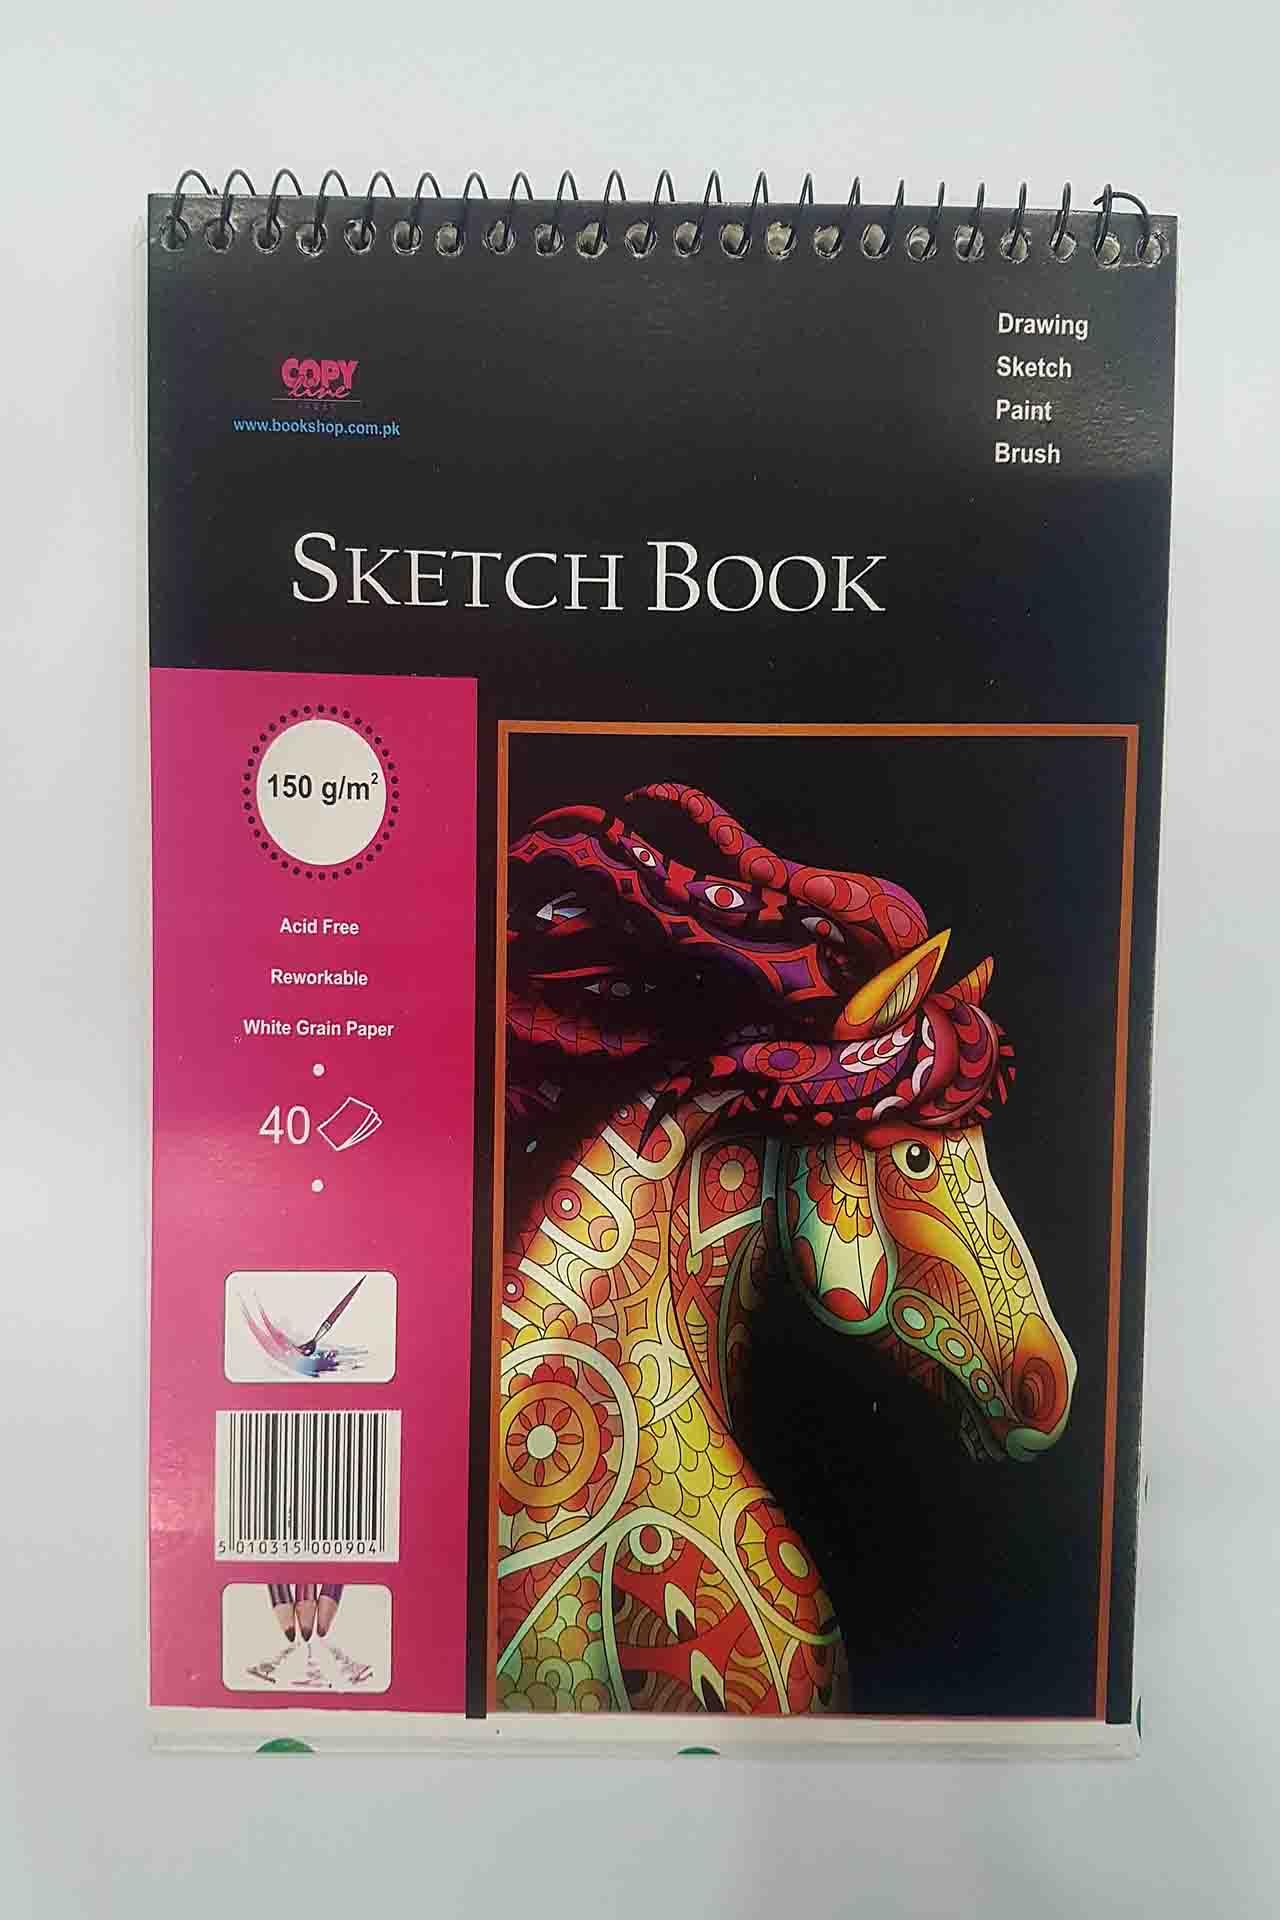 COPY
line
www.bookshop.com.pk
Drawing
Sketch
Paint
Brush
SKETCH BOOK
150 g/m²
Acid Free
Reworkable
White Grain Paper
40
5 010315 000904